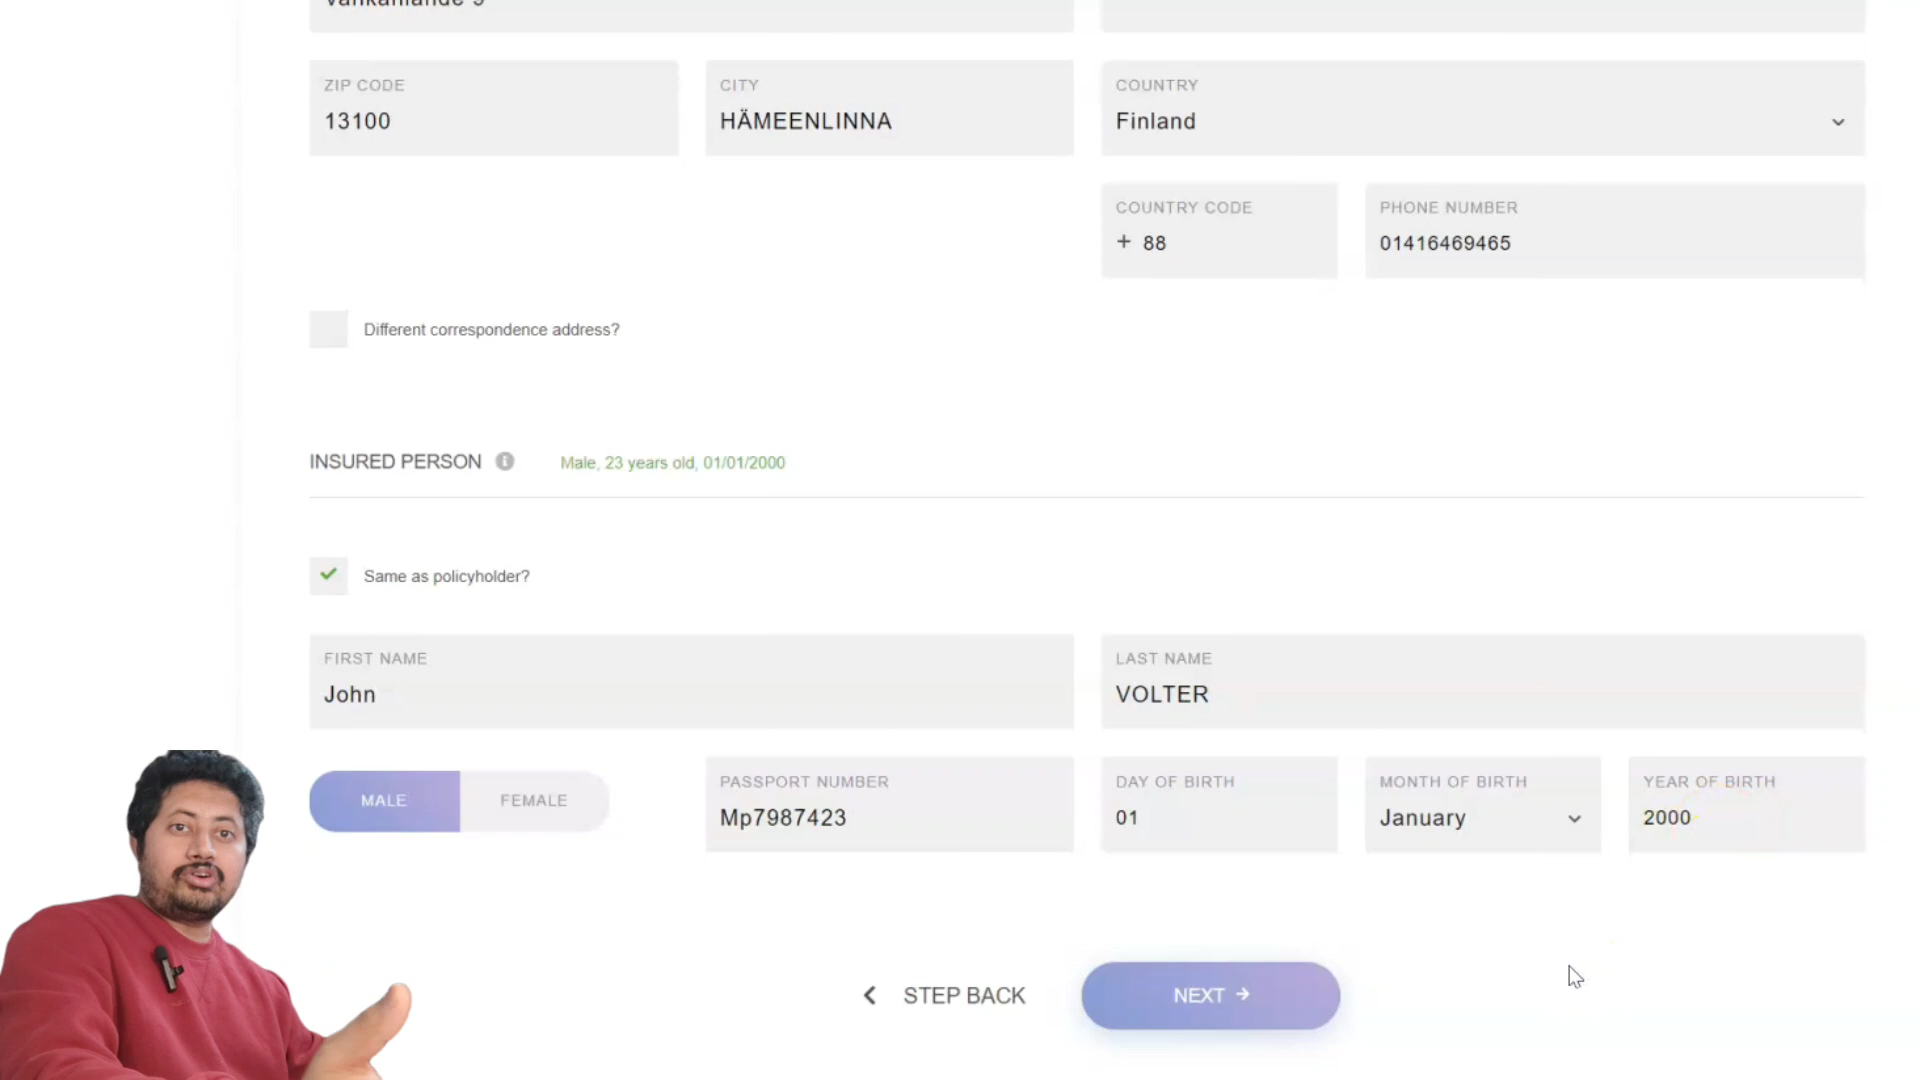 ZIP CODE
13100
CITY
HÄMEENLINNA
COUNTRY
Finland
COUNTRY CODE
+ 88
PHONE NUMBER
01416469465
Different correspondence address?
INSURED PERSON
Male, 23 years old, 01/01/2000
Same as policyholder?
FIRST NAME
John
LAST NAME
VOLTER
MALE
FEMALE
PASSPORT NUMBER
Mp7987423
DAY OF BIRTH
01
MONTH OF BIRTH
January
YEAR OF BIRTH
2000
STEP BACK
NEXT